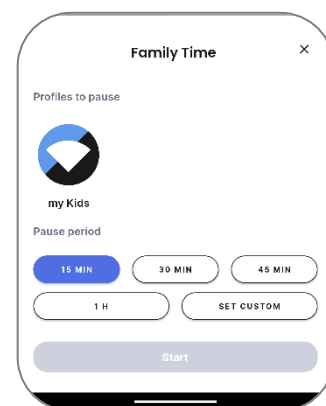 Family Time
Profiles to pause
my Kids
Pause period
15 MIN 30 MIN 45 MIN
1 H SET CUSTOM
Start